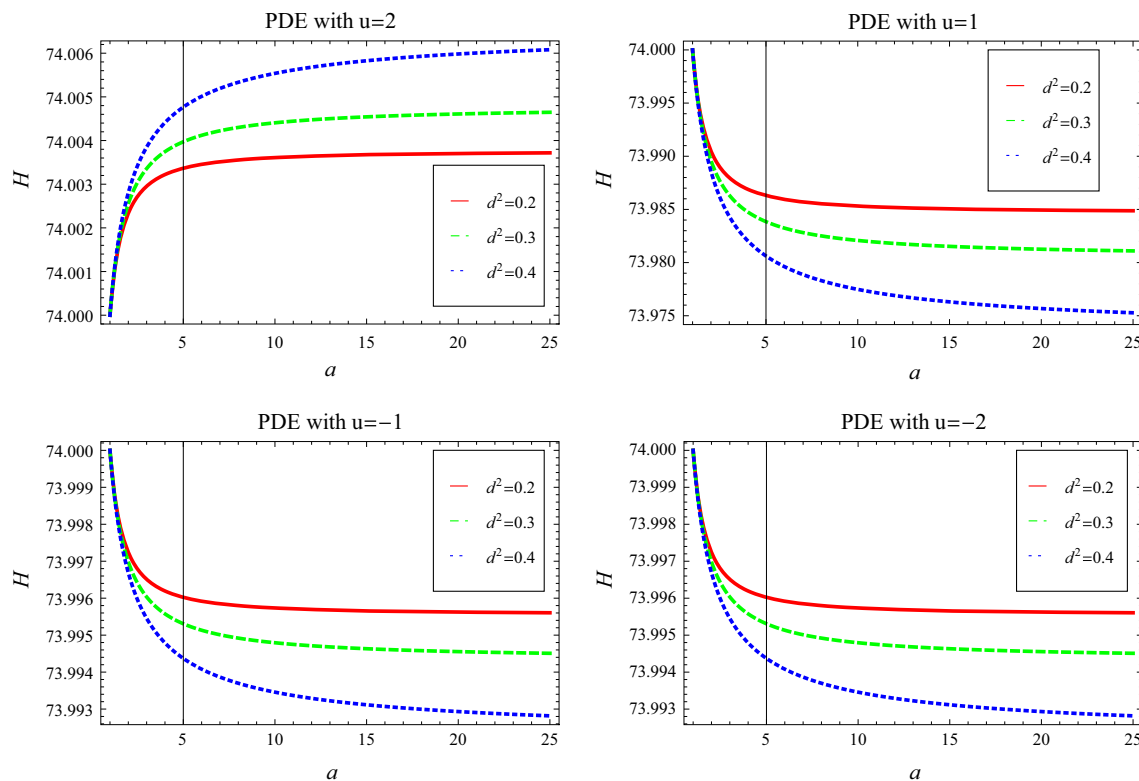 PDE with u=2
74.006
74.005
74.004
74.003
74.002
74.001
74.000
H
d²=0.2
d²=0.3
d²=0.4
5 10 15 20 25
a
PDE with u=1
74.000
73.995
73.990
73.985
73.980
73.975
H
d²=0.2
d²=0.3
d²=0.4
5 10 15 20 25
a
PDE with u=−1
74.000
73.999
73.998
73.997
73.996
73.995
73.994
73.993
H
d²=0.2
d²=0.3
d²=0.4
5 10 15 20 25
a
PDE with u=−2
74.000
73.999
73.998
73.997
73.996
73.995
73.994
73.993
H
d²=0.2
d²=0.3
d²=0.4
5 10 15 20 25
a